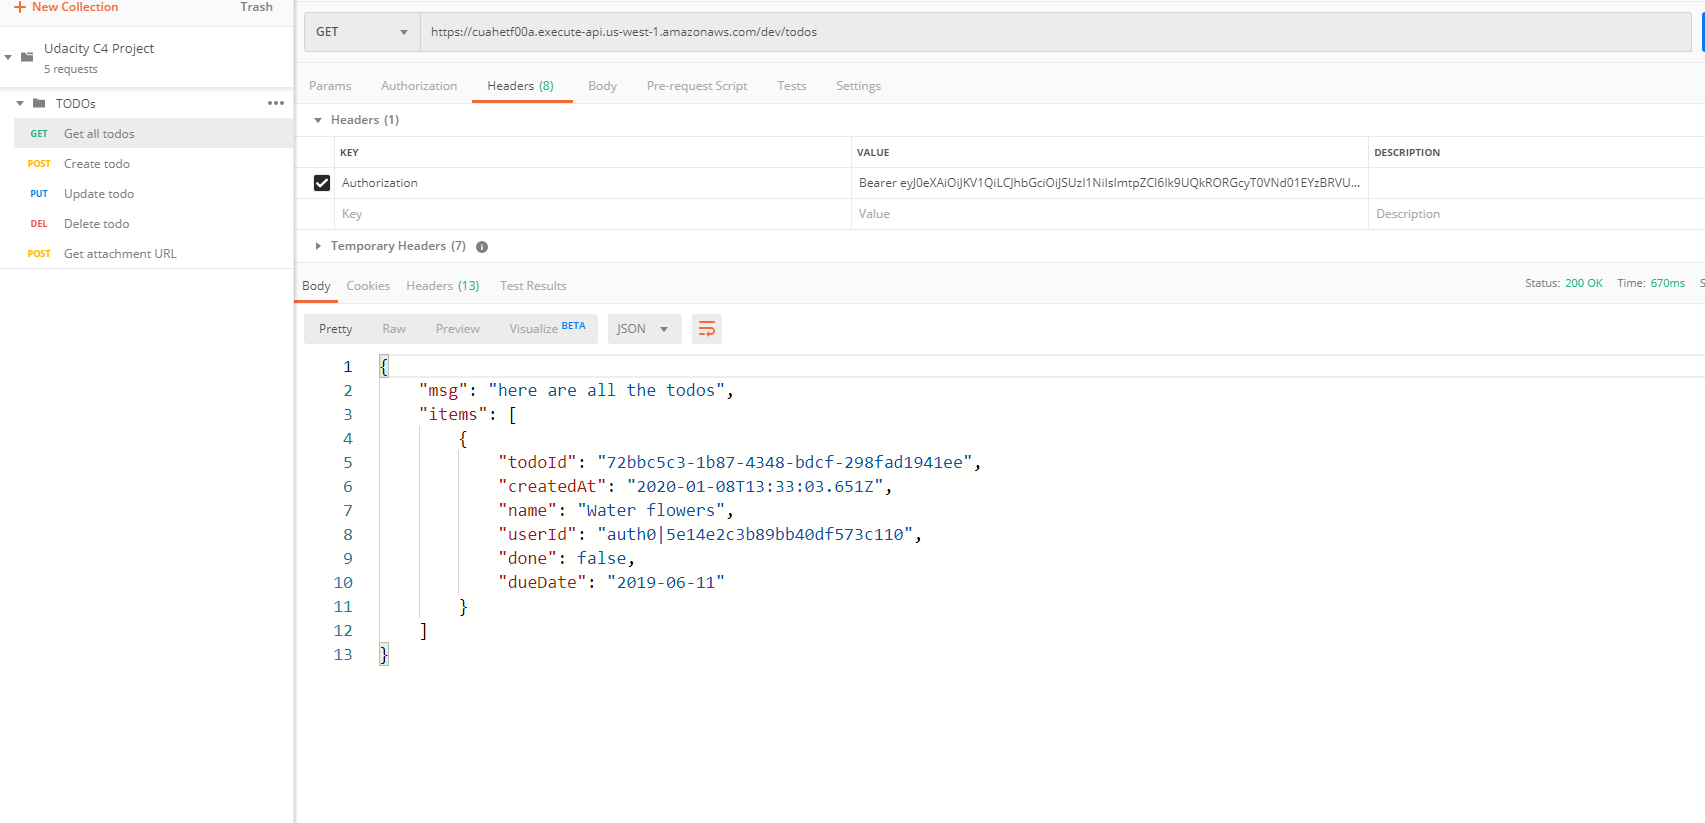 New Collection
Trash
Udacity C4 Project
5 requests
TODOs
GET Get all todos
POST Create todo
PUT Update todo
DEL Delete todo
POST Get attachment URL
GET https://cuahetf00a.execute-api.us-west-1.amazonaws.com/dev/todos
Params Authorization Headers (8) Body Pre-request Script Tests Settings
Headers (1)
KEY VALUE DESCRIPTION
Authorization Bearer eyJ0eXAiOiJKV1QiLCJhbGciOiJSUzI1NiIsImtpZCI6Ik9UQkRORGcyT0VNd01EYzBRVU...
Key Value Description
Temporary Headers (7)
Body Cookies Headers (13) Test Results
Status: 200 OK Time: 670ms S
Pretty Raw Preview Visualize BETA JSON
1 {
2 "msg": "here are all the todos",
3 "items": [
4 {
5 "todoId": "72bbc5c3-1b87-4348-bdcf-298fad1941ee",
6 "createdAt": "2020-01-08T13:33:03.651Z",
7 "name": "Water flowers",
8 "userId": "auth0|5e14e2c3b89bb40df573c110",
9 "done": false,
10 "dueDate": "2019-06-11"
11 }
12 ]
13 }